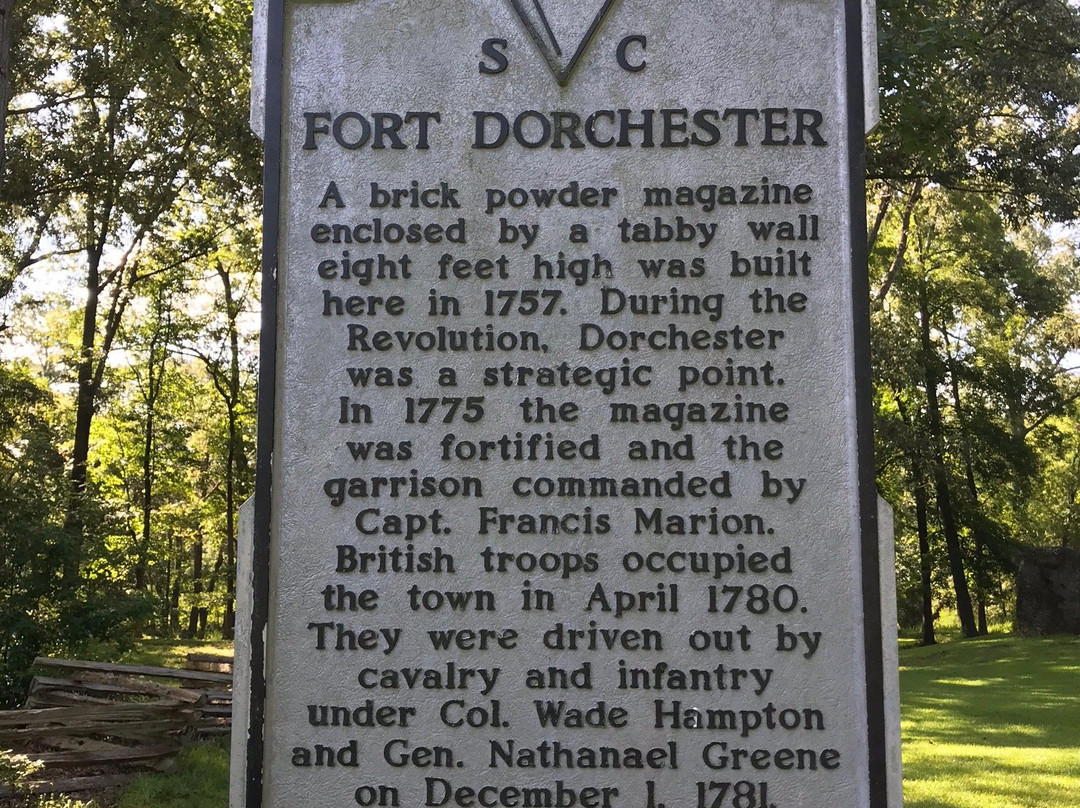 S C
FORT DORCHESTER
A brick powder magazine
enclosed by a tabby wall
eight feet high was built
here in 1757. During the
Revolution, Dorchester
was a strategic point.
In 1775 the magazine
was fortified and the
garrison commanded by
Capt. Francis Marion.
British troops occupied
the town in April 1780.
They were driven out by
cavalry and infantry
under Col. Wade Hampton
and Gen. Nathanael Greene
on December 1, 1781.